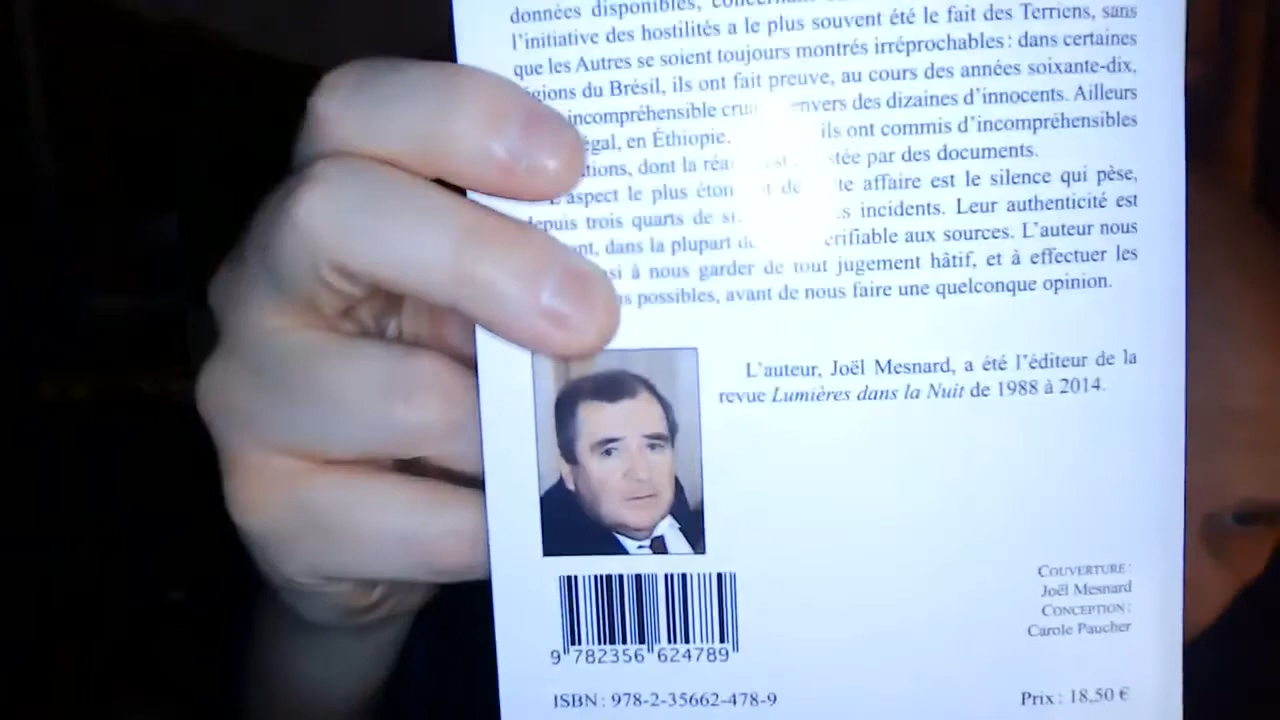 données disponibles,
l'initiative des hostilités a le plus souvent été le fait des Terriens, sans
que les Autres se soient toujours montrés irréprochables : dans certaines
gions du Brésil, ils ont fait preuve, au cours des années soixante-dix,
incompréhensible cru nvers des dizaines d'innocents. Ailleurs
égal, en Éthiopie. ils ont commis d'incompréhensibles
tions, dont la réa tée par des documents.
aspect le plus éton de te affaire est le silence qui pèse,
depuis trois quarts de si s incidents. Leur authenticité est
nt, dans la plupart d érifiable aux sources. L'auteur nous
si à nous garder de tout jugement hâtif, et à effectuer les
s possibles, avant de nous faire une quelconque opinion.
L'auteur, Joël Mesnard, a été l'éditeur de la
revue Lumières dans la Nuit de 1988 à 2014.
COUVERTURE :
Joël Mesnard
CONCEPTION :
Carole Paucher
9 782356 624789
ISBN : 978-2-35662-478-9
Prix : 18,50 €